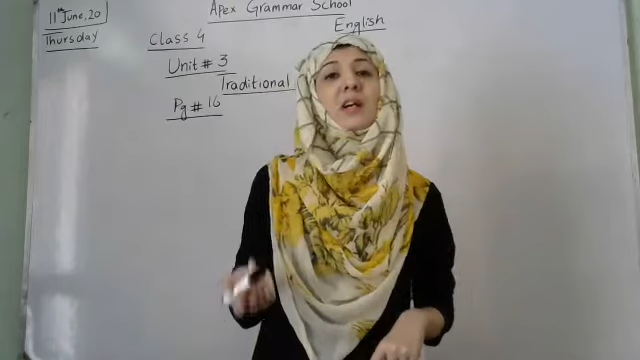 11th June, 20
Thursday
Apex Grammar School
English
Class 4
Unit # 3
Traditional
Pg # 16